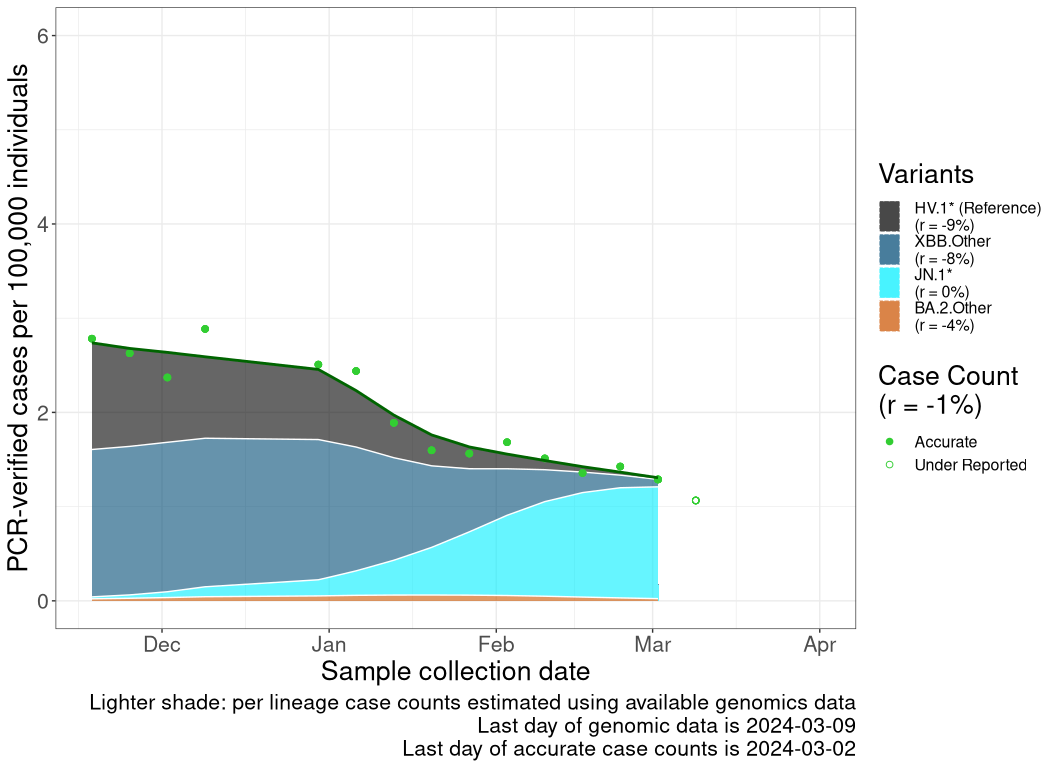 PCR-verified cases per 100,000 individuals
6
4
2
0
Dec Jan Feb Mar Apr
Sample collection date
Lighter shade: per lineage case counts estimated using available genomics data
Last day of genomic data is 2024-03-09
Last day of accurate case counts is 2024-03-02
Variants
HV.1* (Reference)
(r = -9%)
XBB.Other
(r = -8%)
JN.1*
(r = 0%)
BA.2.Other
(r = -4%)
Case Count
(r = -1%)
Accurate
Under Reported